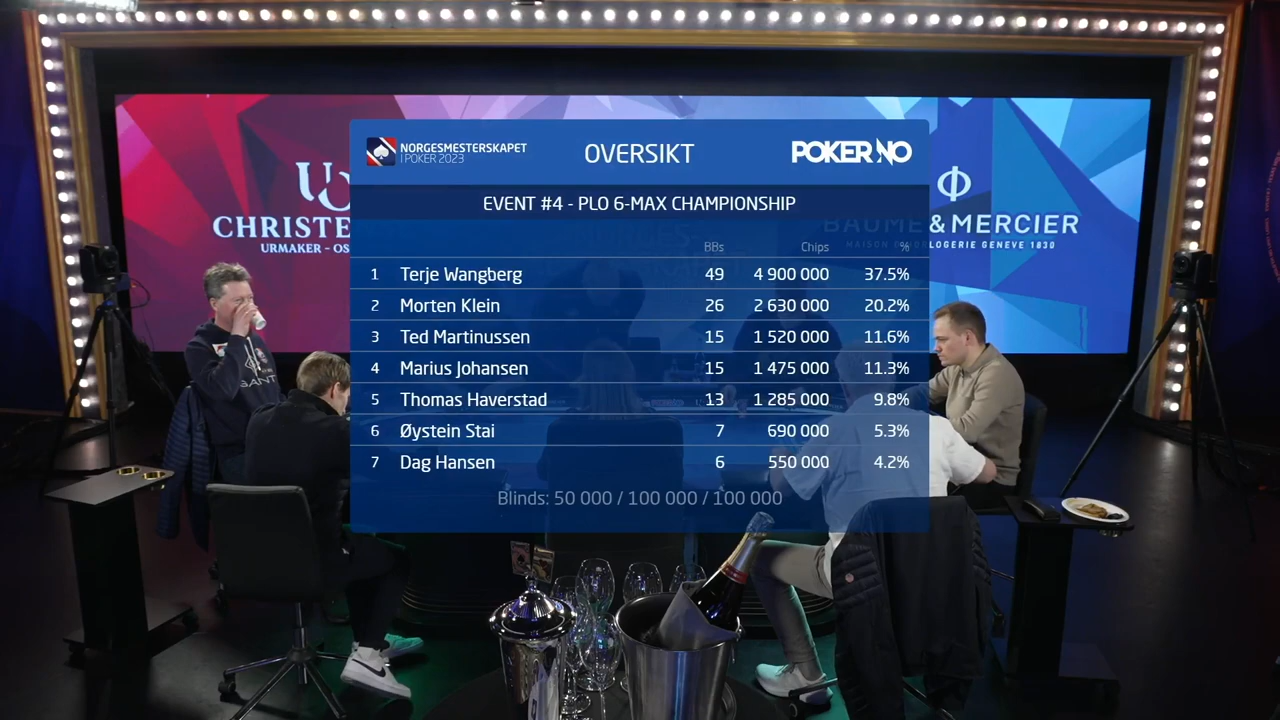 NORGESMESTERSKAPET
I POKER 2023
OVERSIKT
POKER.NO
EVENT #4 - PLO 6-MAX CHAMPIONSHIP
BBs Chips %
1 Terje Wangberg 49 4 900 000 37.5%
2 Morten Klein 26 2 630 000 20.2%
3 Ted Martinussen 15 1 520 000 11.6%
4 Marius Johansen 15 1 475 000 11.3%
5 Thomas Haverstad 13 1 285 000 9.8%
6 Øystein Stai 7 690 000 5.3%
7 Dag Hansen 6 550 000 4.2%
Blinds: 50 000 / 100 000 / 100 000
CHRISTE
URMAKER - OS
BAUME & MERCIER
MAISON D'HORLOGERIE GENEVE 1830
GANT